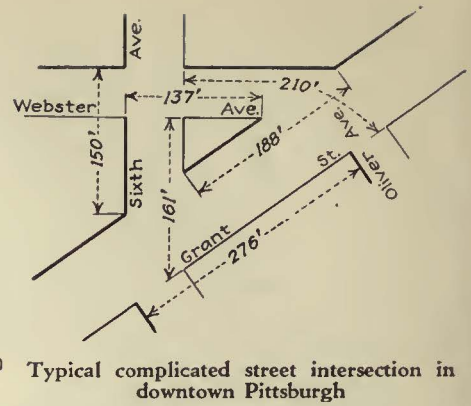 Ave.
137'
210'
Webster
Ave.
150'
188'
Ave
Sixth
161'
St.
Oliver
Grant
276'
Typical complicated street intersection in
downtown Pittsburgh